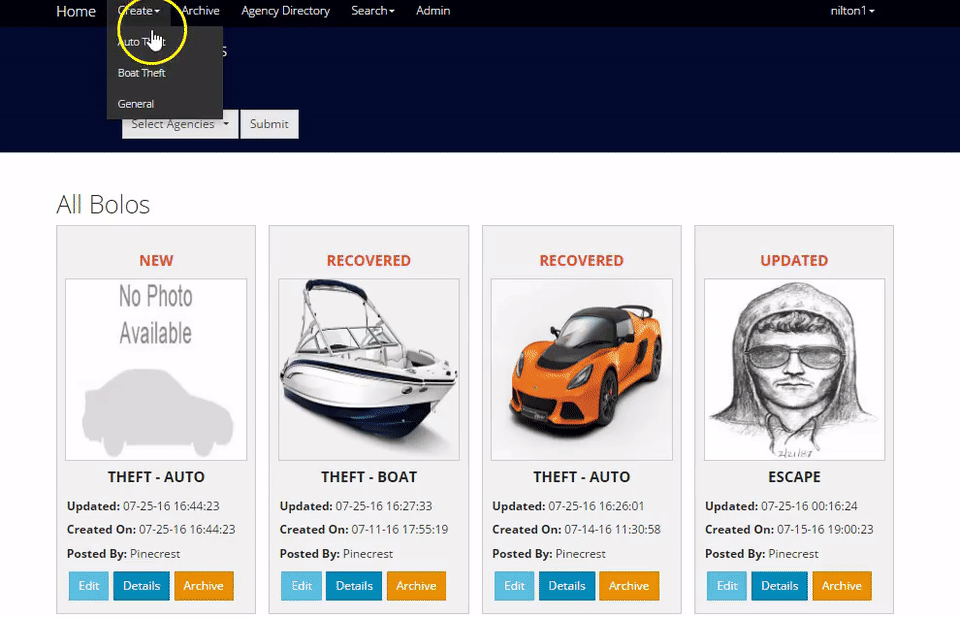 Home Create Archive Agency Directory Search Admin nilton1
Auto Theft
Boat Theft
General
Select Agencies Submit
All Bolos
NEW
No Photo
Available
THEFT - AUTO
Updated: 07-25-16 16:44:23
Created On: 07-25-16 16:44:23
Posted By: Pinecrest
Edit Details Archive
RECOVERED
THEFT - BOAT
Updated: 07-25-16 16:27:33
Created On: 07-11-16 17:55:19
Posted By: Pinecrest
Edit Details Archive
RECOVERED
THEFT - AUTO
Updated: 07-25-16 16:26:01
Created On: 07-14-16 11:30:58
Posted By: Pinecrest
Edit Details Archive
UPDATED
7/21/87
ESCAPE
Updated: 07-25-16 00:16:24
Created On: 07-15-16 19:00:23
Posted By: Pinecrest
Edit Details Archive